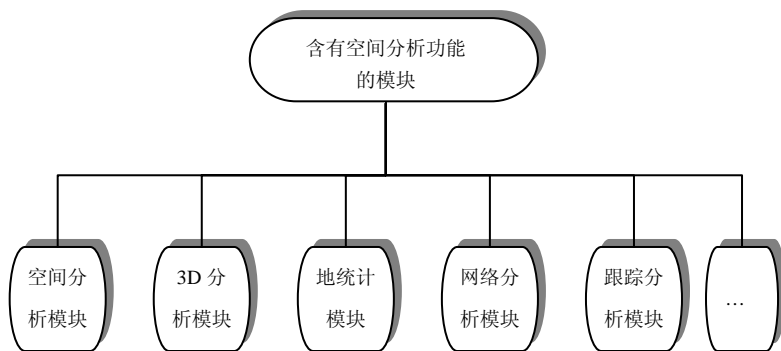 含有空间分析功能
的模块
空间分
析模块
3D 分
析模块
地统计
模块
网络分
析模块
跟踪分
析模块
…